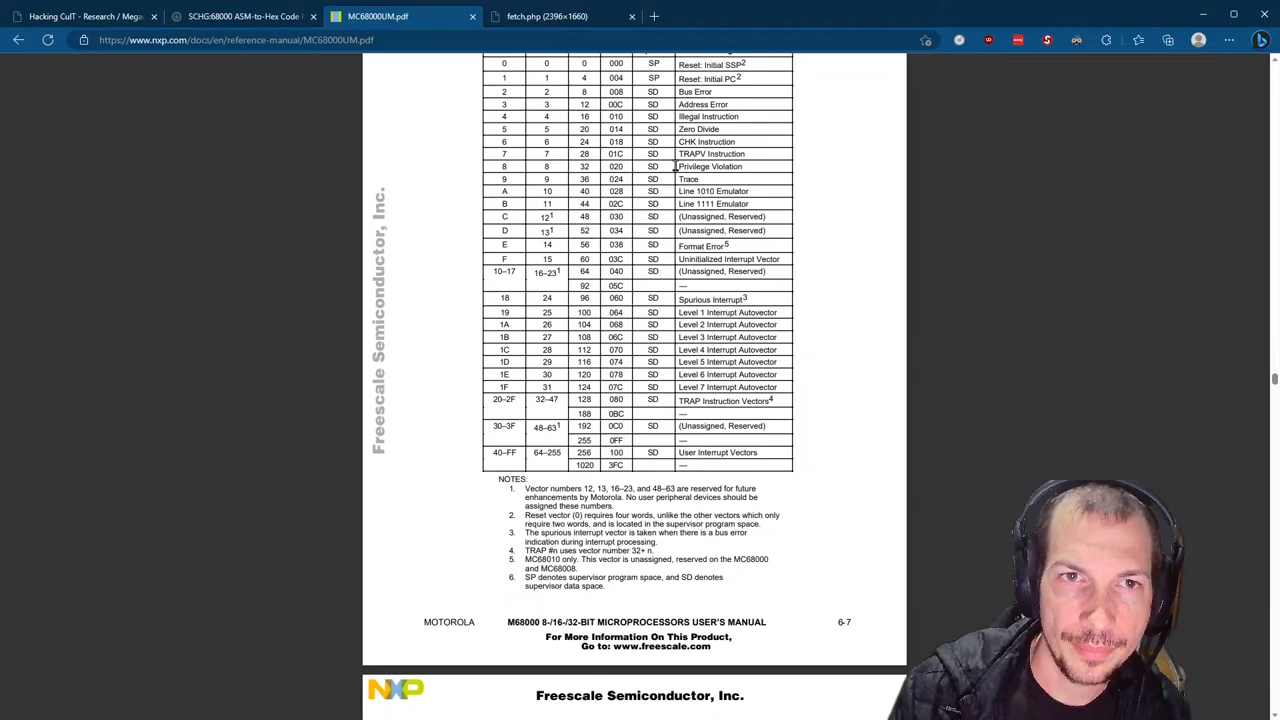 Hacking CulT - Research / Mega
SCHG:68000 ASM-to-Hex Code R
MC68000UM.pdf
fetch.php (2396×1660)
https://www.nxp.com/docs/en/reference-manual/MC68000UM.pdf
0 0 0 000 SP Reset: Initial SSP2
1 1 4 004 SP Reset: Initial PC2
2 2 8 008 SD Bus Error
3 3 12 00C SD Address Error
4 4 16 010 SD Illegal Instruction
5 5 20 014 SD Zero Divide
6 6 24 018 SD CHK Instruction
7 7 28 01C SD TRAPV Instruction
8 8 32 020 SD Privilege Violation
9 9 36 024 SD Trace
A 10 40 028 SD Line 1010 Emulator
B 11 44 02C SD Line 1111 Emulator
C 121 48 030 SD (Unassigned, Reserved)
D 131 52 034 SD (Unassigned, Reserved)
E 14 56 038 SD Format Error5
F 15 60 03C SD Uninitialized Interrupt Vector
10–17 16–231 64 040 SD (Unassigned, Reserved)
92 05C —
18 24 96 060 SD Spurious Interrupt3
19 25 100 064 SD Level 1 Interrupt Autovector
1A 26 104 068 SD Level 2 Interrupt Autovector
1B 27 108 06C SD Level 3 Interrupt Autovector
1C 28 112 070 SD Level 4 Interrupt Autovector
1D 29 116 074 SD Level 5 Interrupt Autovector
1E 30 120 078 SD Level 6 Interrupt Autovector
1F 31 124 07C SD Level 7 Interrupt Autovector
20–2F 32–47 128 080 SD TRAP Instruction Vectors4
188 0BC —
30–3F 48–631 192 0C0 SD (Unassigned, Reserved)
255 0FF —
40–FF 64–255 256 100 SD User Interrupt Vectors
1020 3FC —
Freescale Semiconductor, Inc.
NOTES:
1. Vector numbers 12, 13, 16–23, and 48–63 are reserved for future
enhancements by Motorola. No user peripheral devices should be
assigned these numbers.
2. Reset vector (0) requires four words, unlike the other vectors which only
require two words, and is located in the supervisor program space.
3. The spurious interrupt vector is taken when there is a bus error
indication during interrupt processing.
4. TRAP #n uses vector number 32+ n.
5. MC68010 only. This vector is unassigned, reserved on the MC68000
and MC68008.
6. SP denotes supervisor program space, and SD denotes
supervisor data space.
MOTOROLA M68000 8-/16-/32-BIT MICROPROCESSORS USER'S MANUAL 6-7
For More Information On This Product,
Go to: www.freescale.com
NXP
Freescale Semiconductor, Inc.